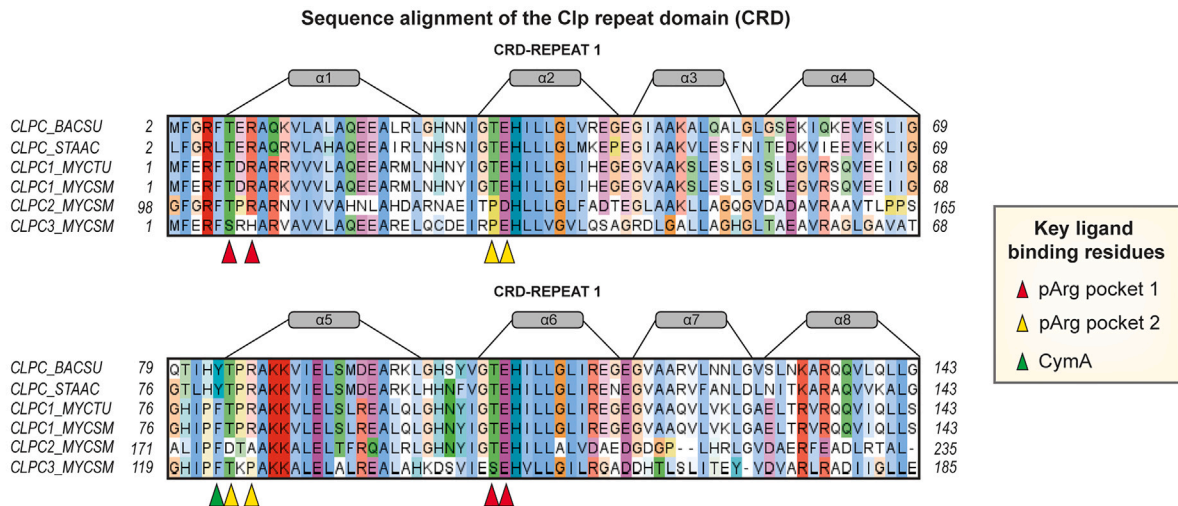 Sequence alignment of the Clp repeat domain (CRD)
CRD-REPEAT 1
α1 α2 α3 α4
CLPC_BACSU 2 MFGRFTERAQKVLALAQEEALRLGHNNIGTEHILLGLVREGEGIAAKALQALGLGSEKIQKEVESLIG 69
CLPC_STAAC 2 LFGRLTERAQRVLAHAQEEAIRLNHSNIGTEHLLLGLMKEPEGIAAKVLESFNITEDKVIEEVEKLIG 69
CLPC1_MYCTU 1 MFERFTDRARRVVVLAQEEARMLNHNYIGTEHILLGLIHEGEGVAAKSLESLGISLEGVRSQVEEIIG 68
CLPC1_MYCSM 1 MFERFTDRARKVVVLAQEEARMLNHNYIGTEHILLGLIHEGEGVAAKSLESLGISLEGVRSQVEEIIG 68
CLPC2_MYCSM 98 GFGRFTPRARNVIVVAHNLAHDARNAEITPDHLLLGLFADTEGLAAKLLAGQGVDADAVRAAVTLPPS 165
CLPC3_MYCSM 1 MFERFSRHARVAVVLAQEEARELQCDEIRPEHLLVGVLQSAGRDLGALLAGHGLTAEAVRAGLGAVAT 68
CRD-REPEAT 1
α5 α6 α7 α8
CLPC_BACSU 79 QTIHYTPRAKKVIELSMDEARKLGHSYVGTEHILLGLIREGEGVAARVLNNLGVSLNKARQQVLQLLG 143
CLPC_STAAC 76 GTLHYTPRAKKVIELSMDEARKLHHNFVGTEHILLGLIRENEGVAARVFANLDLNITKARAQVVKALG 143
CLPC1_MYCTU 76 GHIPFTPRAKKVLELSLREALQLGHNYIGTEHILLGLIREGEGVAAQVLVKLGAELTRVRQQVIQLLS 143
CLPC1_MYCSM 76 GHIPFTPRAKKVLELSLREALQLGHNYIGTEHILLGLIREGEGVAAQVLVKLGAELTRVRQQVIQLLS 143
CLPC2_MYCSM 171 ALIPFDTAAKKALELTFRQALRLGHNYIGTEHILLALVDAEDGDGP--LHRLGVDAERFEADLRTAL- 235
CLPC3_MYCSM 119 GHIPFTKPAKKALELALREALAHKDSVIESEHVLLGILRGADDHTLSLITEY-VDVARLRADIIGLLE 185
Key ligand
binding residues
pArg pocket 1
pArg pocket 2
CymA